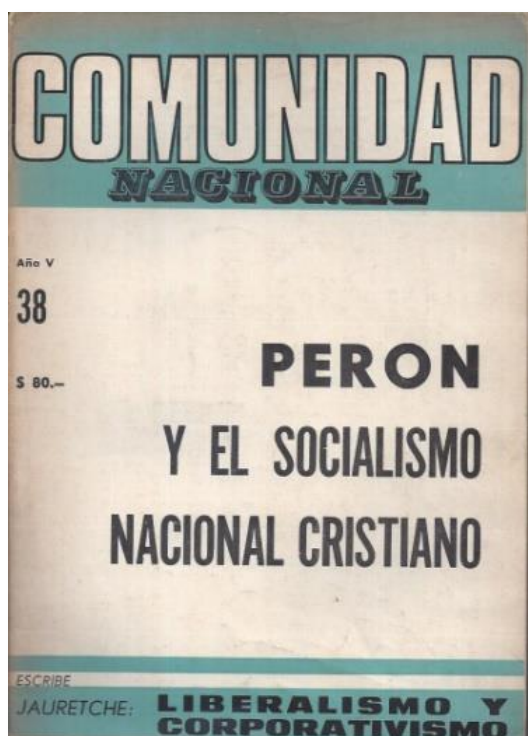 COMUNIDAD
NACIONAL
Año V
38
$ 80.—
PERON
Y EL SOCIALISMO
NACIONAL CRISTIANO
ESCRIBE
JAURETCHE: LIBERALISMO Y
CORPORATIVISMO